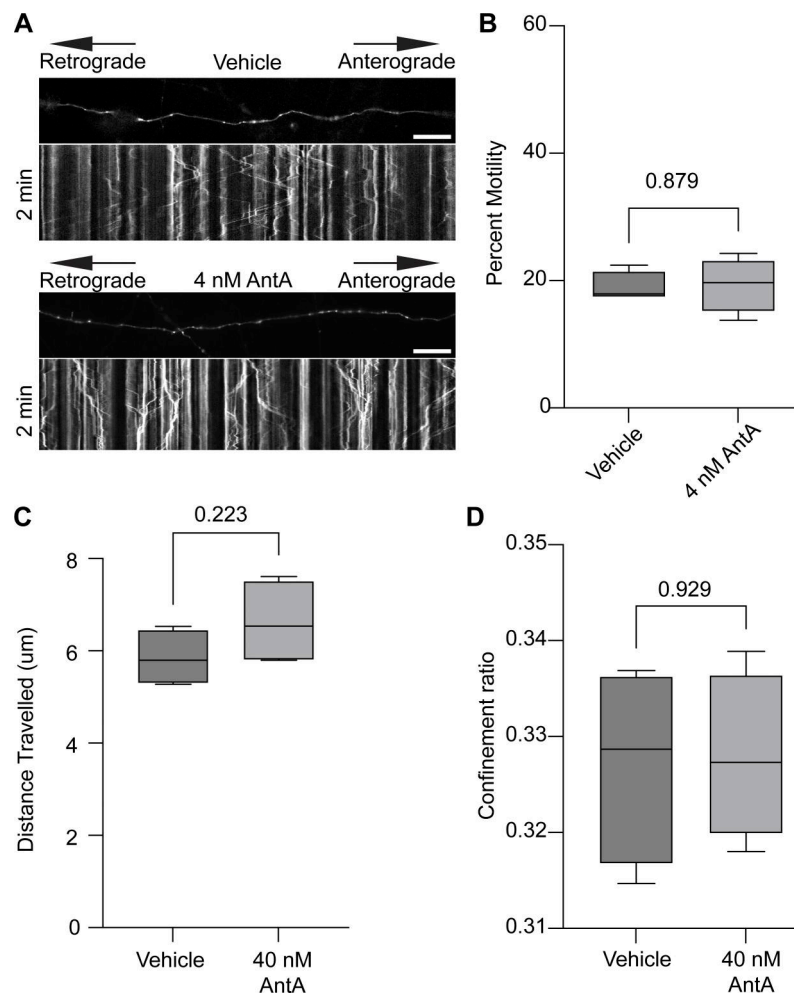 A
Retrograde Vehicle Anterograde
2 min
Retrograde 4 nM AntA Anterograde
2 min
B
Percent Motility
60
40
20
0
0.879
Vehicle
4 nM AntA
C
Distance Travelled (um)
8
6
4
2
0
0.223
Vehicle
40 nM
AntA
D
Confinement ratio
0.35
0.34
0.33
0.32
0.31
0.929
Vehicle
40 nM
AntA